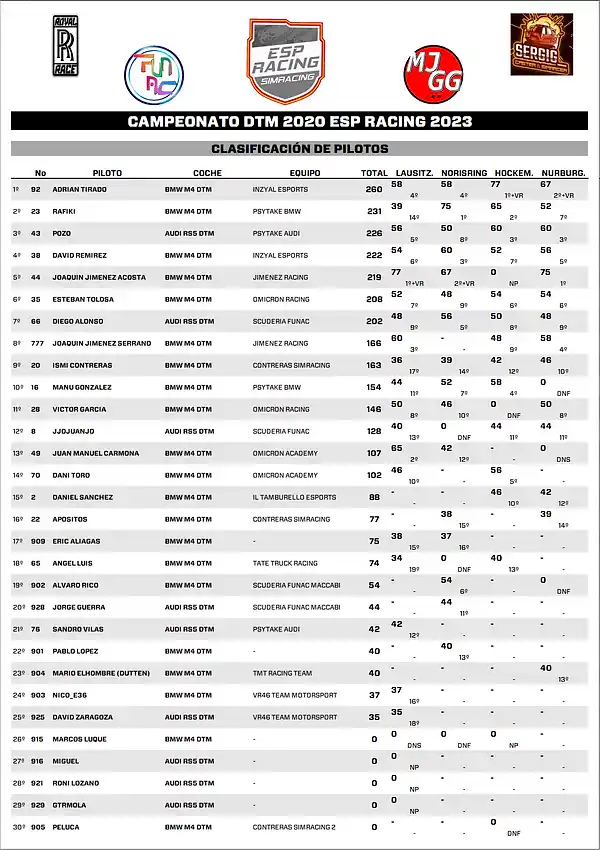 ROYAL
RR
RACE
FUN
AC
ESP
RACING
SIMRACING
MJ
GG
SERGIG
CASTER & SIMRACER
CAMPEONATO DTM 2020 ESP RACING 2023
CLASIFICACIÓN DE PILOTOS
No PILOTO COCHE EQUIPO TOTAL LAUSITZ. NORISRING HOCKEM. NURBURG.
1º 92 ADRIAN TIRADO BMW M4 DTM INZYAL ESPORTS 260 58 58 77 67
4º 4º 1º+VR 2º+VR
2º 23 RAFIKI BMW M4 DTM PSYTAKE BMW 231 39 75 65 52
14º 1º 2º 7º
3º 43 POZO AUDI RS5 DTM PSYTAKE AUDI 226 56 50 60 60
5º 8º 3º 3º
4º 38 DAVID REMIREZ BMW M4 DTM INZYAL ESPORTS 222 54 60 52 56
6º 3º 7º 5º
5º 44 JOAQUIN JIMENEZ ACOSTA BMW M4 DTM JIMENEZ RACING 219 77 67 0 75
1º+VR 2º+VR NP 1º
6º 35 ESTEBAN TOLOSA BMW M4 DTM OMICRON RACING 208 52 48 54 54
7º 9º 6º 6º
7º 66 DIEGO ALONSO AUDI RS5 DTM SCUDERIA FUNAC 202 48 56 50 48
9º 5º 8º 9º
8º 777 JOAQUIN JIMENEZ SERRANO BMW M4 DTM JIMENEZ RACING 166 60 - 48 58
3º - 9º 4º
9º 20 ISMI CONTRERAS BMW M4 DTM CONTRERAS SIMRACING 163 36 39 42 46
17º 14º 12º 10º
10º 16 MANU GONZALEZ BMW M4 DTM PSYTAKE BMW 154 44 52 58 0
11º 7º 4º DNF
11º 28 VICTOR GARCIA BMW M4 DTM OMICRON RACING 146 50 46 0 50
8º 10º DNF 8º
12º 8 JJOJUANJO AUDI RS5 DTM SCUDERIA FUNAC 128 40 0 44 44
13º DNF 11º 11º
13º 49 JUAN MANUEL CARMONA BMW M4 DTM OMICRON ACADEMY 107 65 42 - 0
2º 12º - DNS
14º 70 DANI TORO BMW M4 DTM OMICRON ACADEMY 102 46 - 56 -
10º - 5º -
15º 2 DANIEL SANCHEZ BMW M4 DTM IL TAMBURELLO ESPORTS 88 - - 46 42
- - 10º 12º
16º 22 APOSITOS BMW M4 DTM CONTRERAS SIMRACING 77 - 38 - 39
- 15º - 14º
17º 909 ERIC ALIAGAS BMW M4 DTM - 75 38 37 - -
15º 16º - -
18º 65 ANGEL LUIS BMW M4 DTM TATE TRUCK RACING 74 34 0 40 -
19º DNF 13º -
19º 902 ALVARO RICO BMW M4 DTM SCUDERIA FUNAC MACCABI 54 - 54 - 0
- 6º - DNF
20º 928 JORGE GUERRA AUDI RS5 DTM SCUDERIA FUNAC MACCABI 44 - 44 - -
- 11º - -
21º 76 SANDRO VILAS AUDI RS5 DTM PSYTAKE AUDI 42 42 - - -
12º - - -
22º 901 PABLO LOPEZ BMW M4 DTM - 40 - 40 - -
- 13º - -
23º 904 MARIO ELHOMBRE (DUTTEN) BMW M4 DTM TMT RACING TEAM 40 - - - 40
- - - 13º
24º 903 NICO_E36 BMW M4 DTM VR46 TEAM MOTORSPORT 37 37 - - -
16º - - -
25º 925 DAVID ZARAGOZA AUDI RS5 DTM VR46 TEAM MOTORSPORT 35 35 - - -
18º - - -
26º 915 MARCOS LUQUE BMW M4 DTM - 0 0 0 0 -
DNS DNF NP -
27º 916 MIGUEL AUDI RS5 DTM - 0 0 - - -
NP - - -
28º 921 RONI LOZANO AUDI RS5 DTM - 0 0 - - -
NP - - -
29º 929 GTRMOLA AUDI RS5 DTM - 0 0 - - -
NP - - -
30º 905 PELUCA BMW M4 DTM CONTRERAS SIMRACING 2 0 - - 0 -
- - DNF -